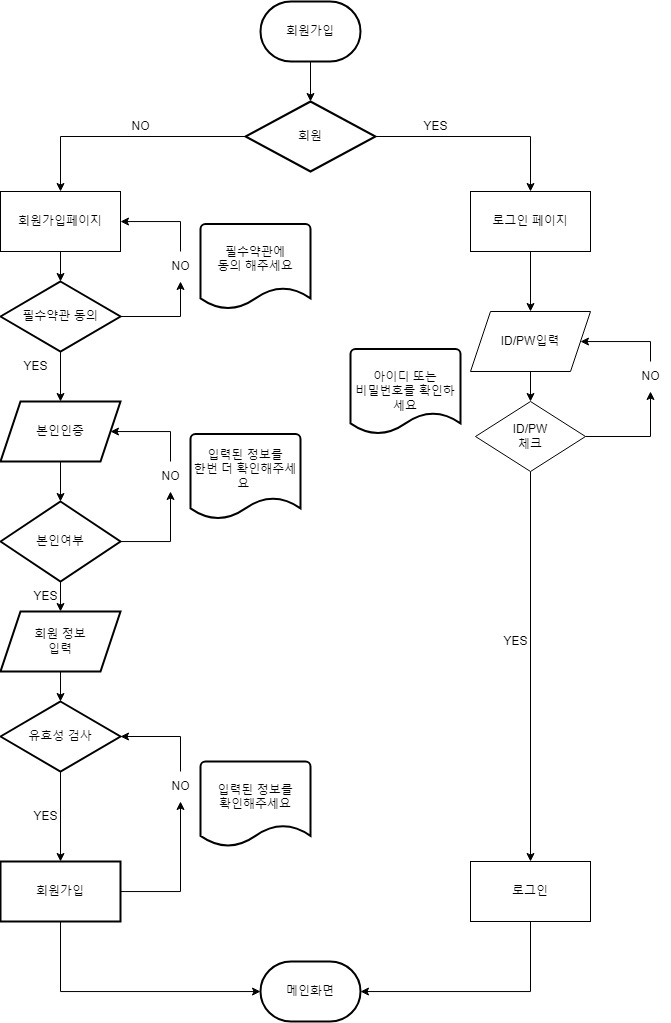 회원가입
회원
NO
YES
회원가입페이지
로그인 페이지
NO
필수약관에
동의 해주세요
필수약관 동의
YES
ID/PW입력
NO
아이디 또는
비밀번호를 확인하
세요
ID/PW
체크
본인인증
NO
입력된 정보를
한번 더 확인해주세
요
본인여부
YES
회원 정보
입력
YES
유효성 검사
NO
입력된 정보를
확인해주세요
YES
회원가입
로그인
메인화면